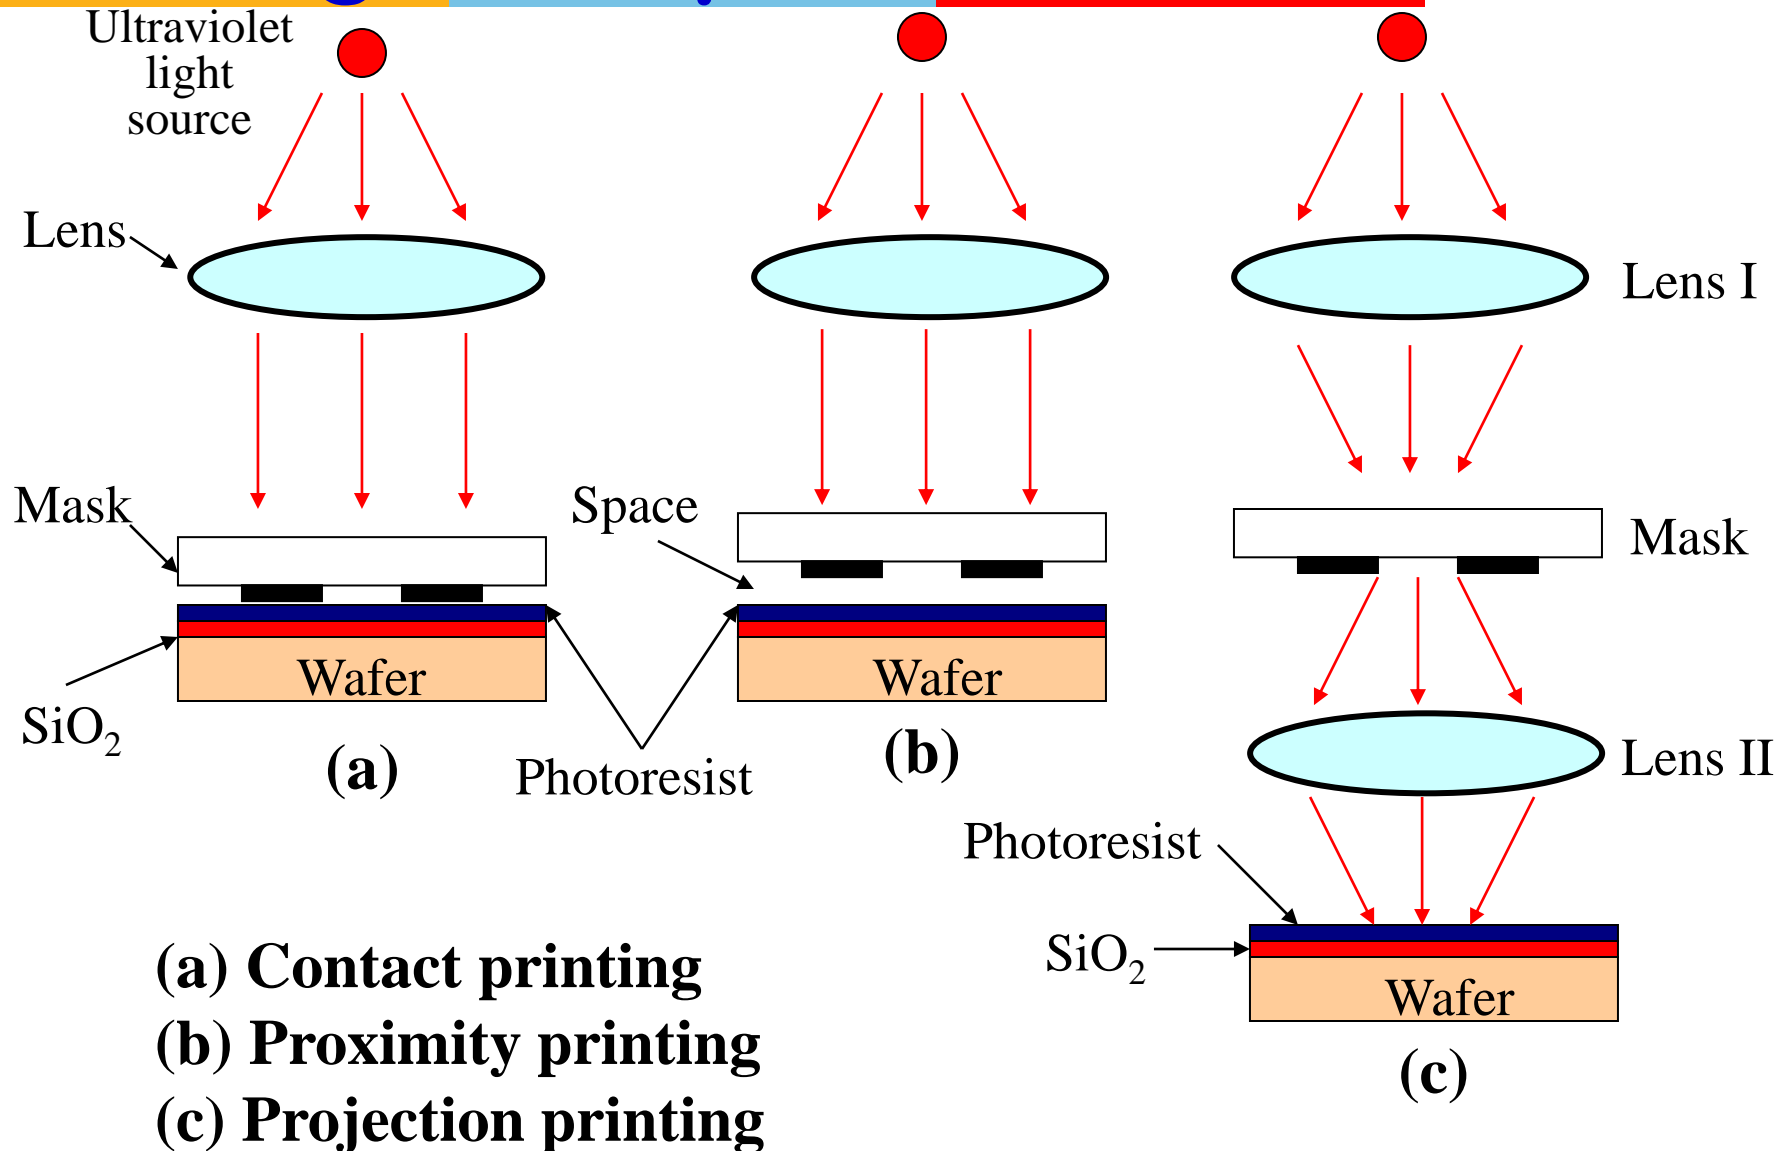 Ultraviolet
light
source
Lens
Lens I
Mask
Space
Mask
Wafer
Wafer
SiO₂
(a)
Photoresist
(b)
Lens II
Photoresist
SiO₂
Wafer
(c)
(a) Contact printing
(b) Proximity printing
(c) Projection printing